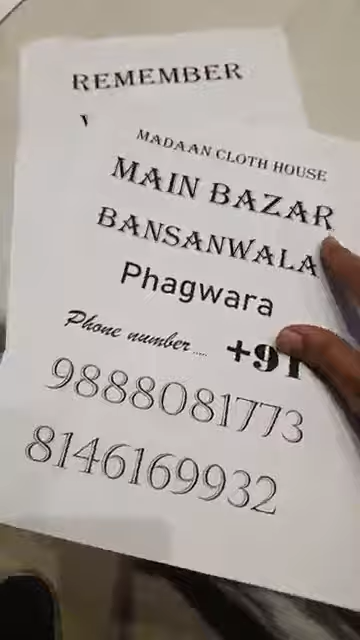 REMEMBER
MADAAN CLOTH HOUSE
MAIN BAZAR
BANSANWALA
Phagwara
Phone number.... +91
9888081773
8146169932